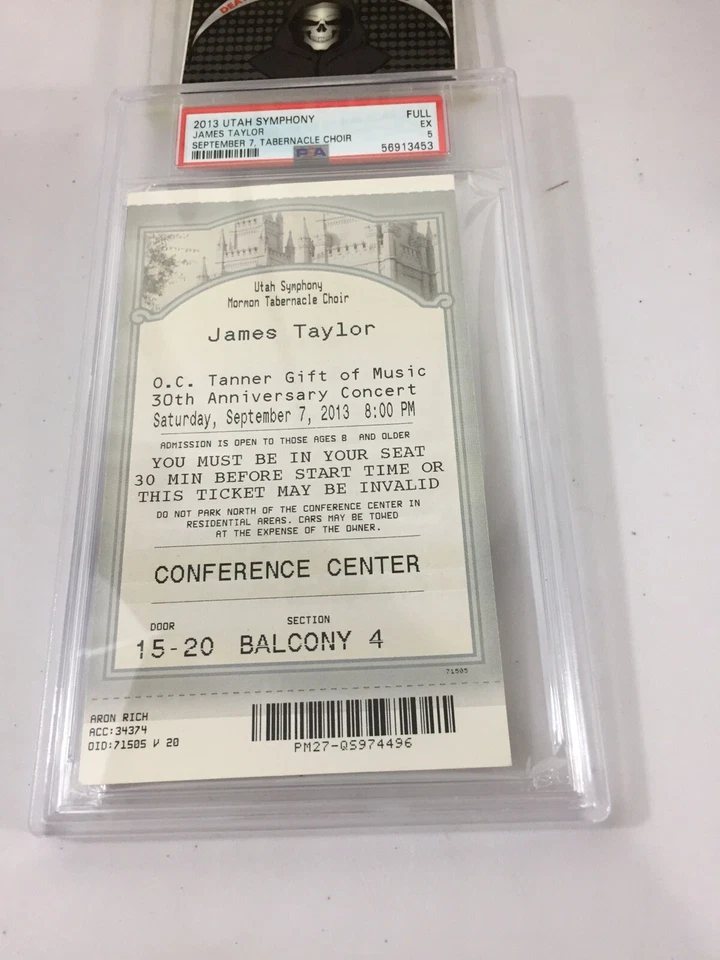 DEA
2013 UTAH SYMPHONY FULL
JAMES TAYLOR EX
SEPTEMBER 7, TABERNACLE CHOIR 5
PSA 56913453
Utah Symphony
Mormon Tabernacle Choir
James Taylor
O.C. Tanner Gift of Music
30th Anniversary Concert
Saturday, September 7, 2013 8:00 PM
ADMISSION IS OPEN TO THOSE AGES 8 AND OLDER
YOU MUST BE IN YOUR SEAT
30 MIN BEFORE START TIME OR
THIS TICKET MAY BE INVALID
DO NOT PARK NORTH OF THE CONFERENCE CENTER IN
RESIDENTIAL AREAS. CARS MAY BE TOWED
AT THE EXPENSE OF THE OWNER.
CONFERENCE CENTER
DOOR SECTION
15-20 BALCONY 4
71505
ARON RICH
ACC:34374
DID:71505 V 20
PM27-QS974496